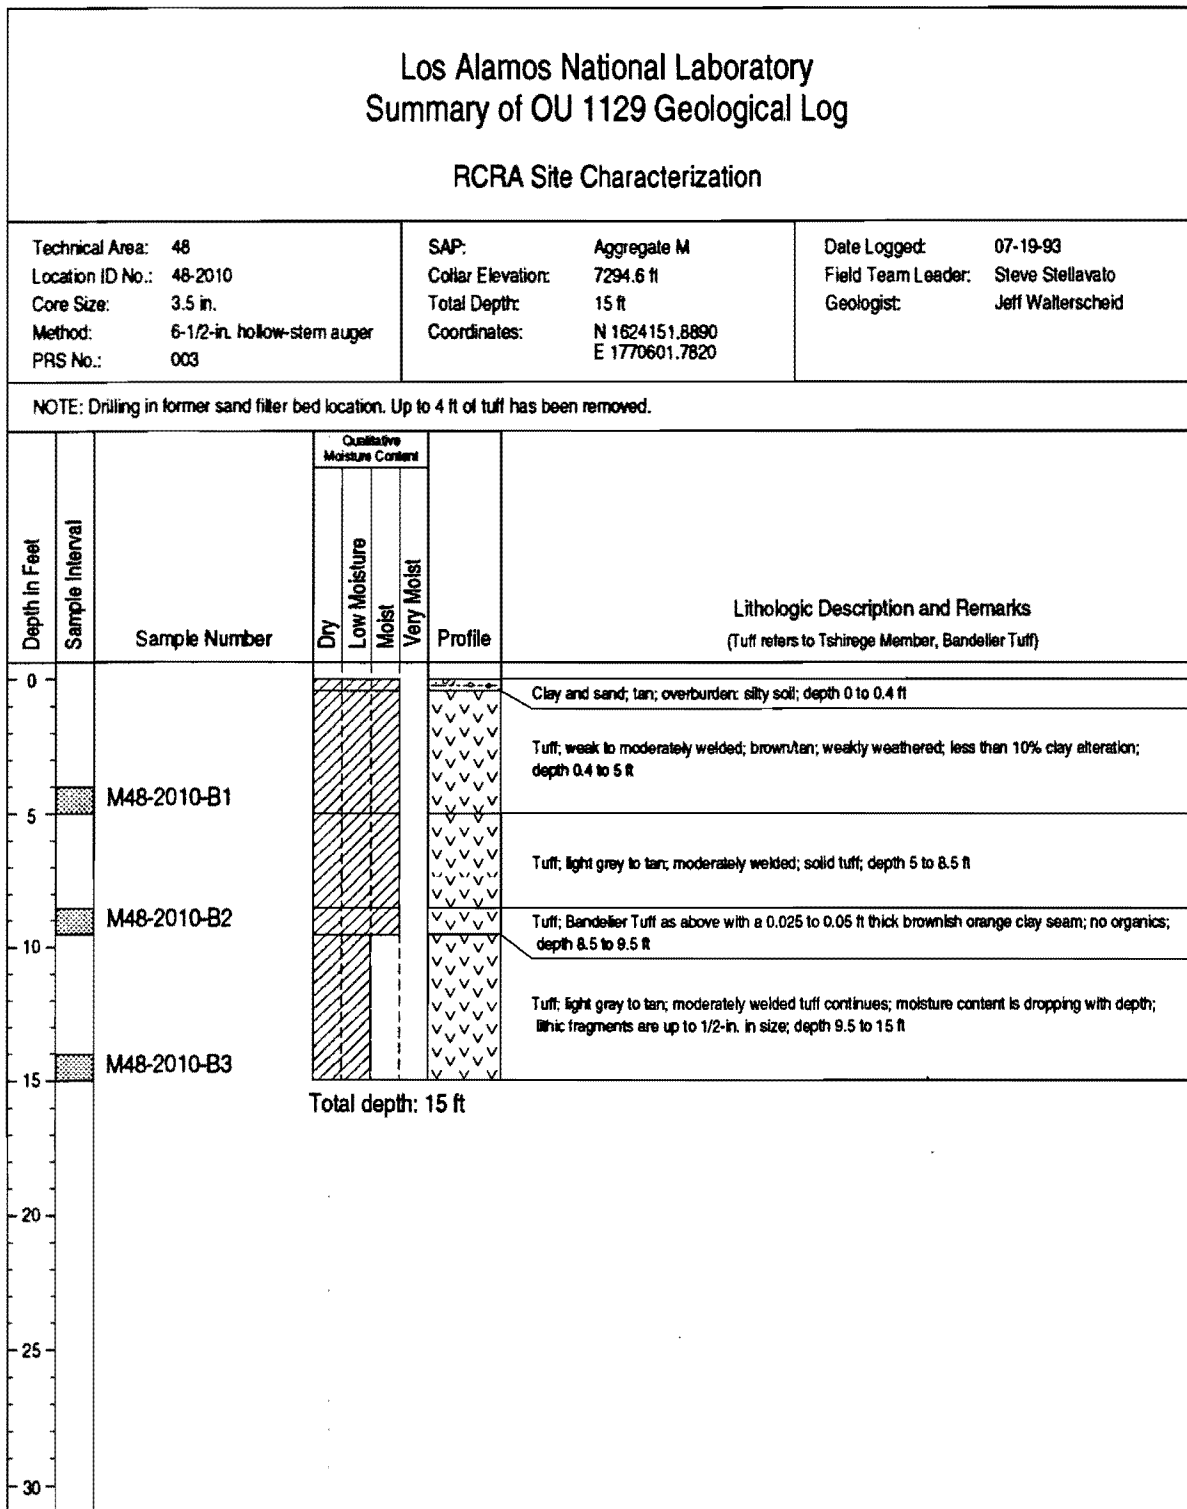 Los Alamos National Laboratory
Summary of OU 1129 Geological Log
RCRA Site Characterization
Technical Area: 48
Location ID No.: 48-2010
Core Size: 3.5 in.
Method: 6-1/2-in. hollow-stem auger
PRS No.: 003
SAP: Aggregate M
Collar Elevation: 7294.6 ft
Total Depth: 15 ft
Coordinates: N 1624151.8890
E 1770601.7820
Date Logged: 07-19-93
Field Team Leader: Steve Stellavato
Geologist: Jeff Walterscheid
NOTE: Drilling in former sand filter bed location. Up to 4 ft of tuff has been removed.
Depth In Feet
Sample Interval
Sample Number
Qualitative
Moisture Content
Dry
Low Moisture
Moist
Very Moist
Profile
Lithologic Description and Remarks
(Tuff refers to Tshirege Member, Bandelier Tuff)
0
Clay and sand; tan; overburden: silty soil; depth 0 to 0.4 ft
Tuff; weak to moderately welded; brown/tan; weakly weathered; less than 10% clay alteration;
depth 0.4 to 5 ft
M48-2010-B1
5
Tuff; light grey to tan; moderately welded; solid tuff; depth 5 to 8.5 ft
M48-2010-B2
Tuff; Bandelier Tuff as above with a 0.025 to 0.05 ft thick brownish orange clay seam; no organics;
depth 8.5 to 9.5 ft
10
Tuff; light gray to tan; moderately welded tuff continues; moisture content is dropping with depth;
lithic fragments are up to 1/2-in. in size; depth 9.5 to 15 ft
M48-2010-B3
15
Total depth: 15 ft
20
25
30